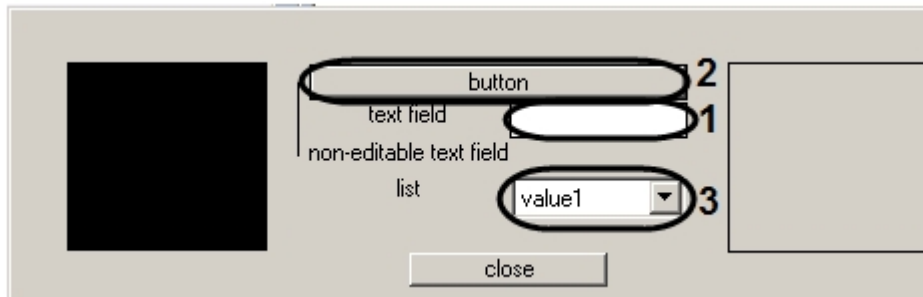 button 2
text field 1
non-editable text field
list value1 3
close